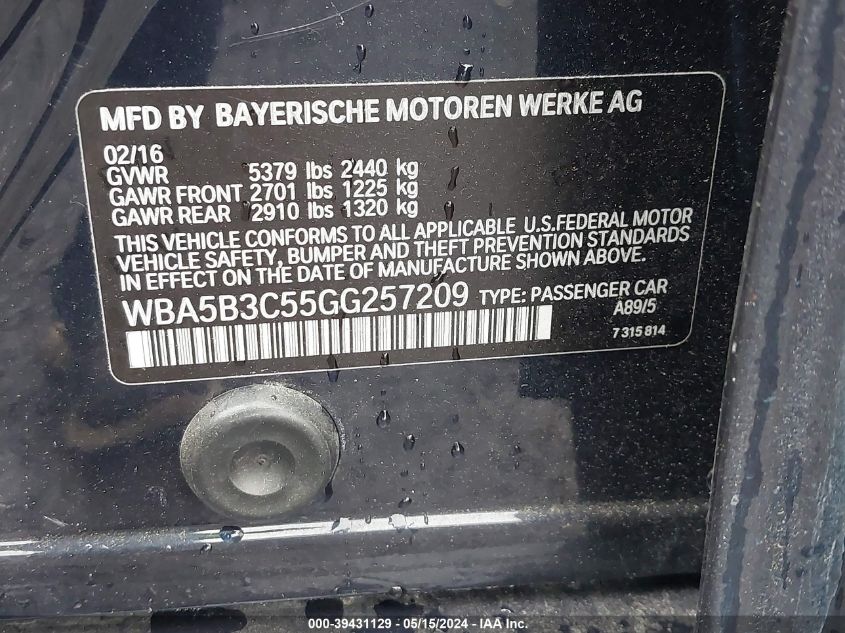 MFD BY BAYERISCHE MOTOREN WERKE AG
02/16
GVWR 5379 lbs 2440 kg
GAWR FRONT 2701 lbs 1225 kg
GAWR REAR 2910 lbs 1320 kg
THIS VEHICLE CONFORMS TO ALL APPLICABLE U.S.FEDERAL MOTOR
VEHICLE SAFETY, BUMPER AND THEFT PREVENTION STANDARDS
IN EFFECT ON THE DATE OF MANUFACTURE SHOWN ABOVE.
WBA5B3C55GG257209 TYPE: PASSENGER CAR
A89/5
7 315 814
000-39431129 - 05/15/2024 - IAA Inc.